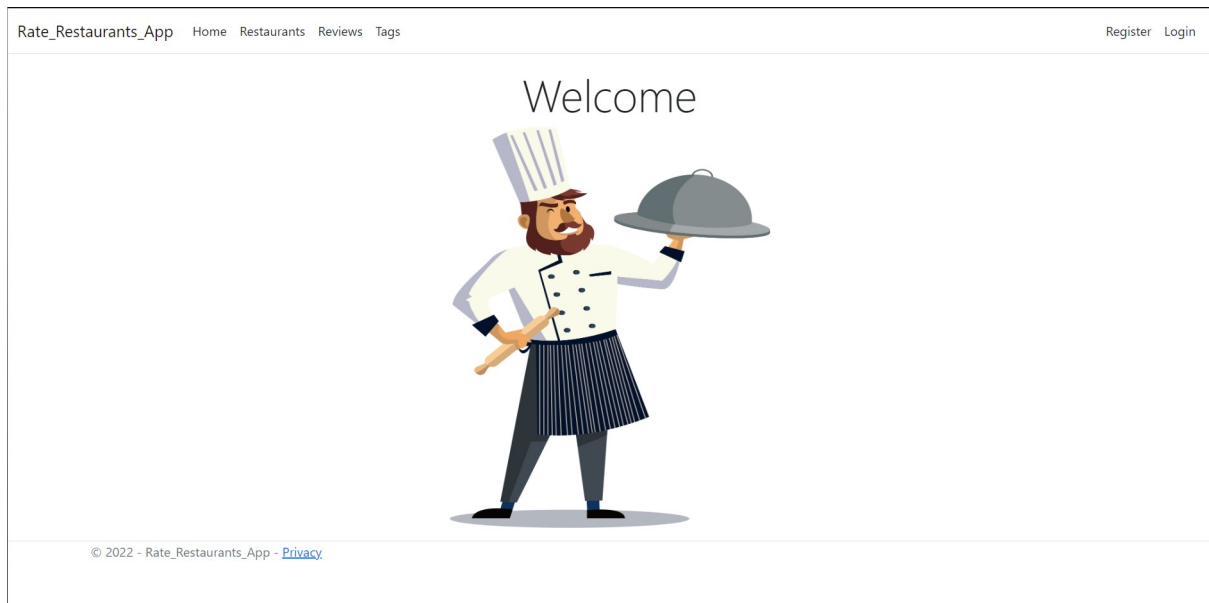 Rate_Restaurants_App Home Restaurants Reviews Tags Register Login
Welcome
© 2022 - Rate_Restaurants_App - Privacy